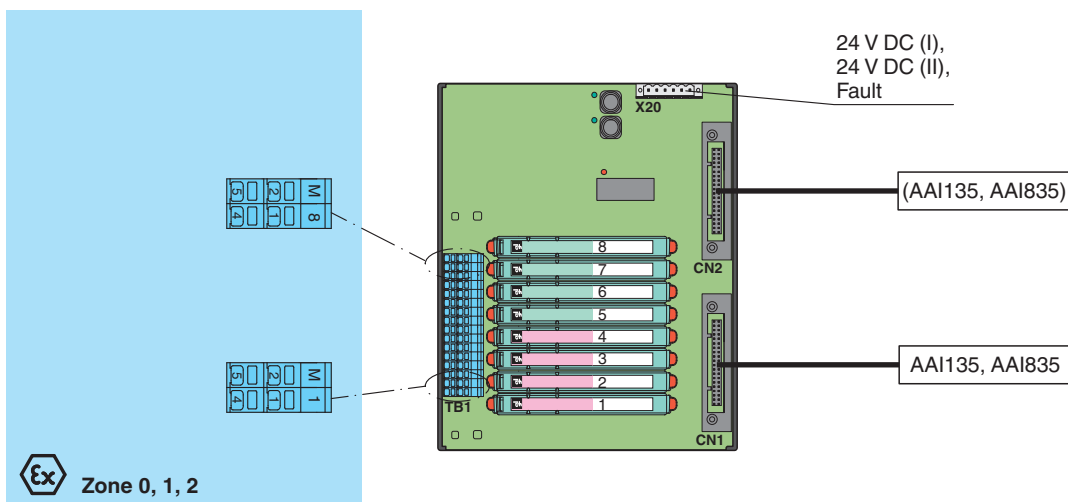 24 V DC (I),
24 V DC (II),
Fault
X20
(AAI135, AAI835)
CN2
M 2 5
8 1 4
8
7
6
5
4
3
2
1
AAI135, AAI835
CN1
TB1
M 2 5
1 1 4
Ex Zone 0, 1, 2